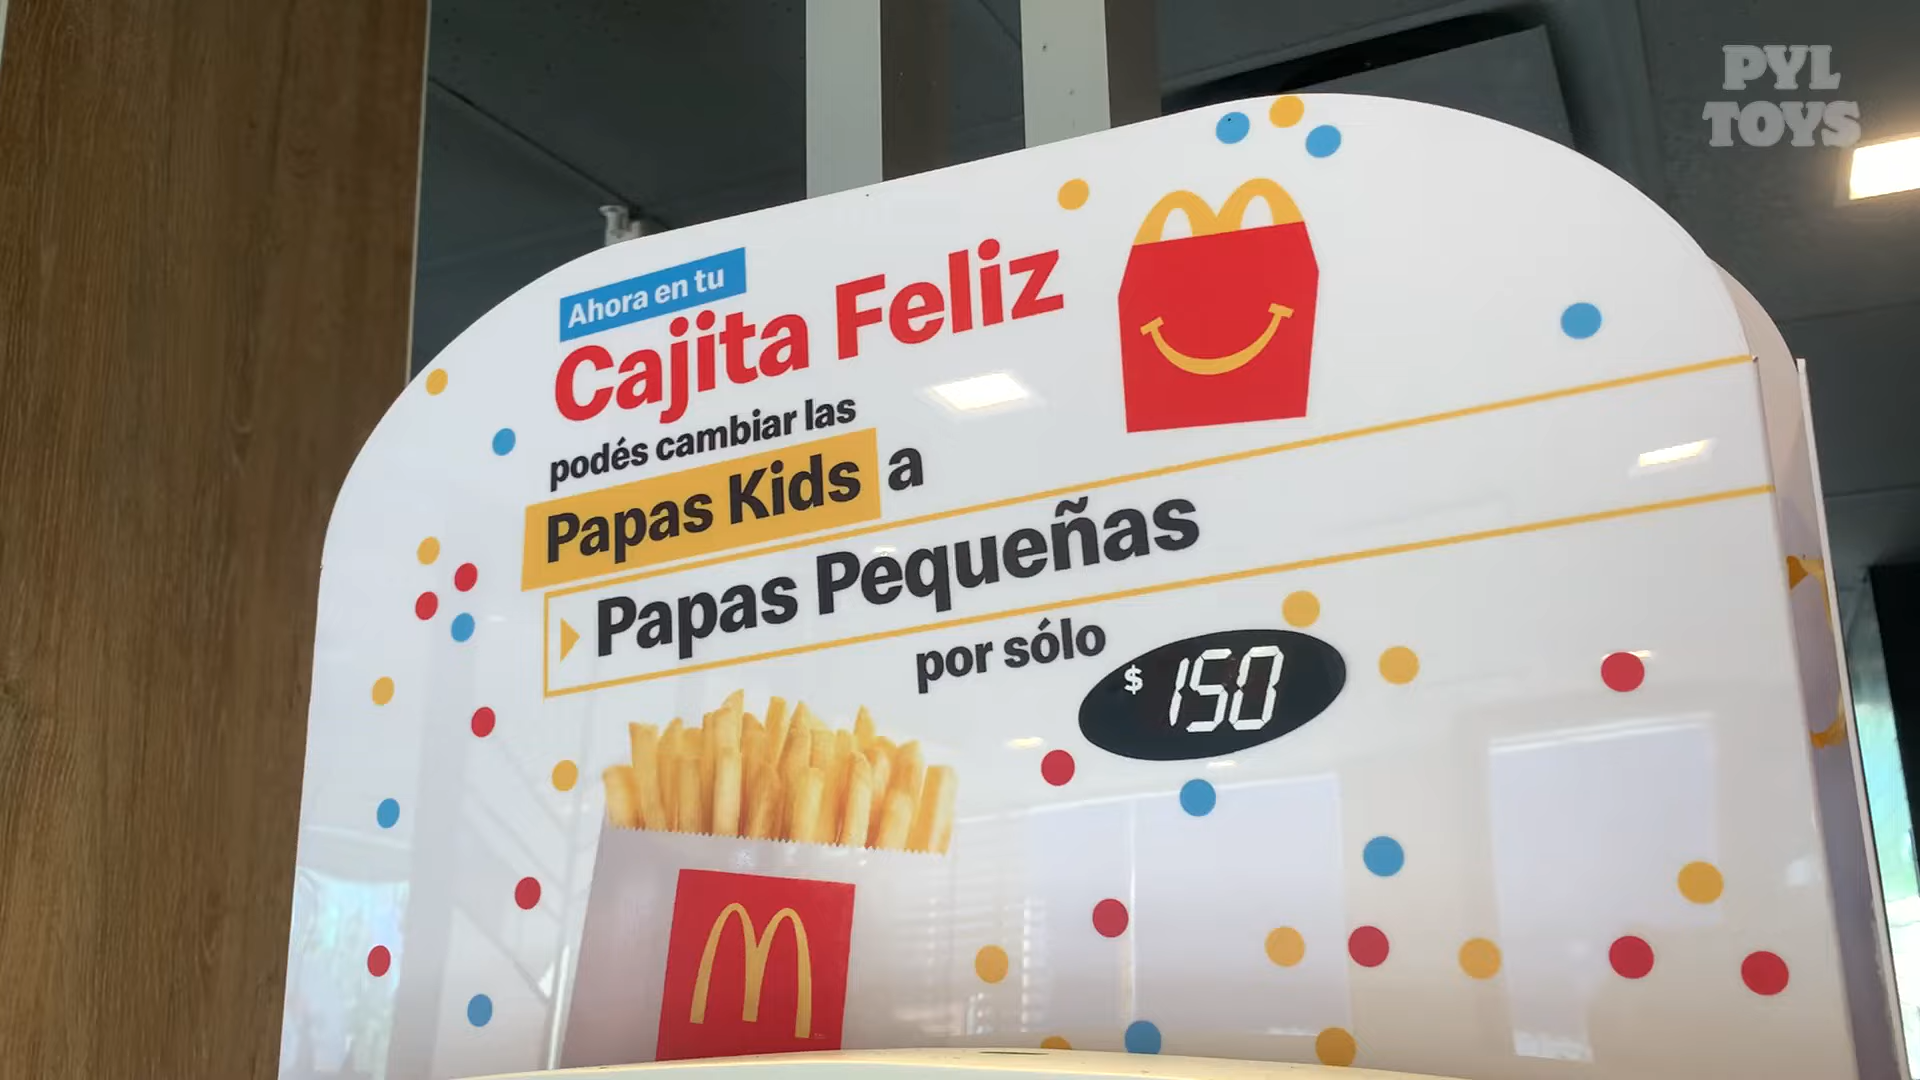 PYL
TOYS
Ahora en tu
Cajita Feliz
podés cambiar las
Papas Kids a
Papas Pequeñas
por sólo
$ 150